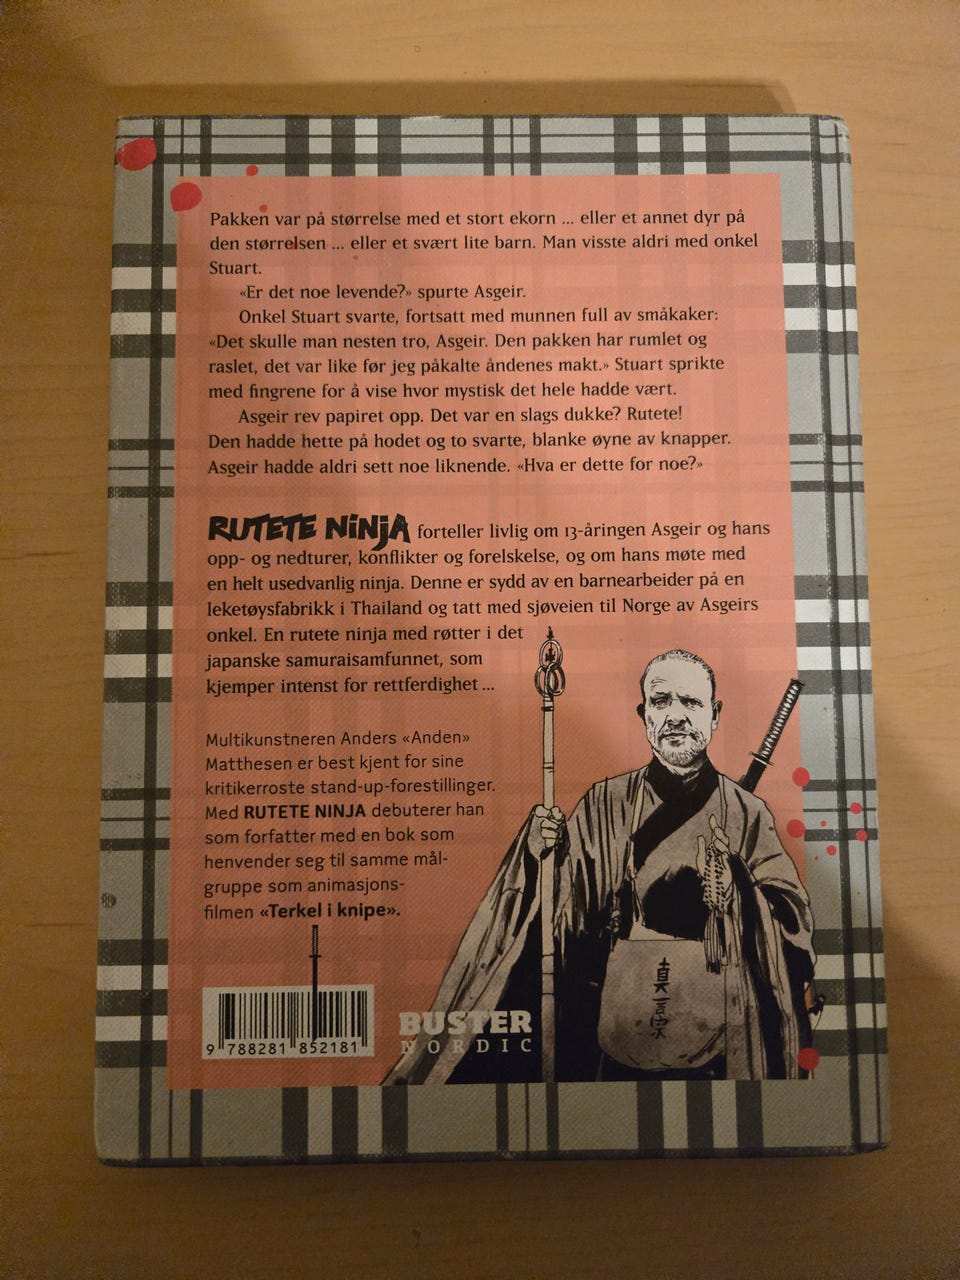 Pakken var på størrelse med et stort ekorn ... eller et annet dyr på
den størrelsen ... eller et svært lite barn. Man visste aldri med onkel
Stuart.
«Er det noe levende?» spurte Asgeir.
Onkel Stuart svarte, fortsatt med munnen full av småkaker:
«Det skulle man nesten tro, Asgeir. Den pakken har rumlet og
raslet, det var like før jeg påkalte åndenes makt.» Stuart sprikte
med fingrene for å vise hvor mystisk det hele hadde vært.
Asgeir rev papiret opp. Det var en slags dukke? Rutete!
Den hadde hette på hodet og to svarte, blanke øyne av knapper.
Asgeir hadde aldri sett noe liknende. «Hva er dette for noe?»
RUTETE NINJA forteller livlig om 13-åringen Asgeir og hans
opp- og nedturer, konflikter og forelskelse, og om hans møte med
en helt usedvanlig ninja. Denne er sydd av en barnearbeider på en
leketøysfabrikk i Thailand og tatt med sjøveien til Norge av Asgeirs
onkel. En rutete ninja med røtter i det
japanske samuraisamfunnet, som
kjemper intenst for rettferdighet ...
Multikunstneren Anders «Anden»
Matthesen er best kjent for sine
kritikerroste stand-up-forestillinger.
Med RUTETE NINJA debuterer han
som forfatter med en bok som
henvender seg til samme mål-
gruppe som animasjons-
filmen «Terkel i knipe».
真言宗
9 788281 852181
BUSTER
NORDIC